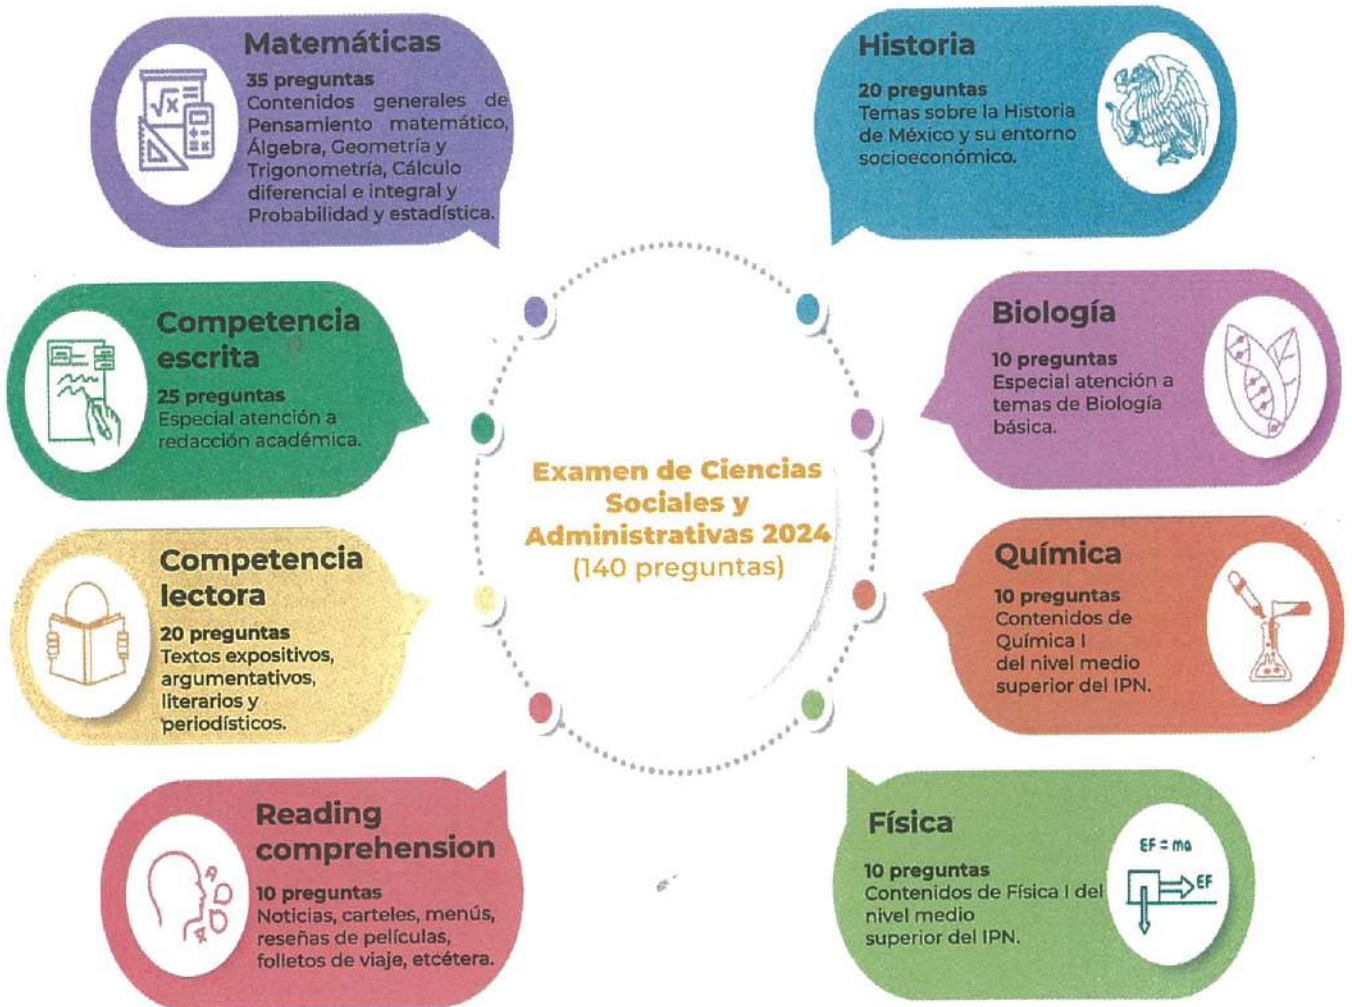 Matemáticas
35 preguntas
Contenidos generales de
Pensamiento matemático,
Álgebra, Geometría y
Trigonometría, Cálculo
diferencial e integral y
Probabilidad y estadística.
Historia
20 preguntas
Temas sobre la Historia
de México y su entorno
socioeconómico.
Competencia
escrita
25 preguntas
Especial atención a
redacción académica.
Biología
10 preguntas
Especial atención a
temas de Biología
básica.
Examen de Ciencias
Sociales y
Administrativas 2024
(140 preguntas)
Competencia
lectora
20 preguntas
Textos expositivos,
argumentativos,
literarios y
periodísticos.
Química
10 preguntas
Contenidos de
Química I
del nivel medio
superior del IPN.
Reading
comprehension
10 preguntas
Noticias, carteles, menús,
reseñas de películas,
folletos de viaje, etcétera.
Física
10 preguntas
Contenidos de Física I del
nivel medio
superior del IPN.
EF = ma
EF